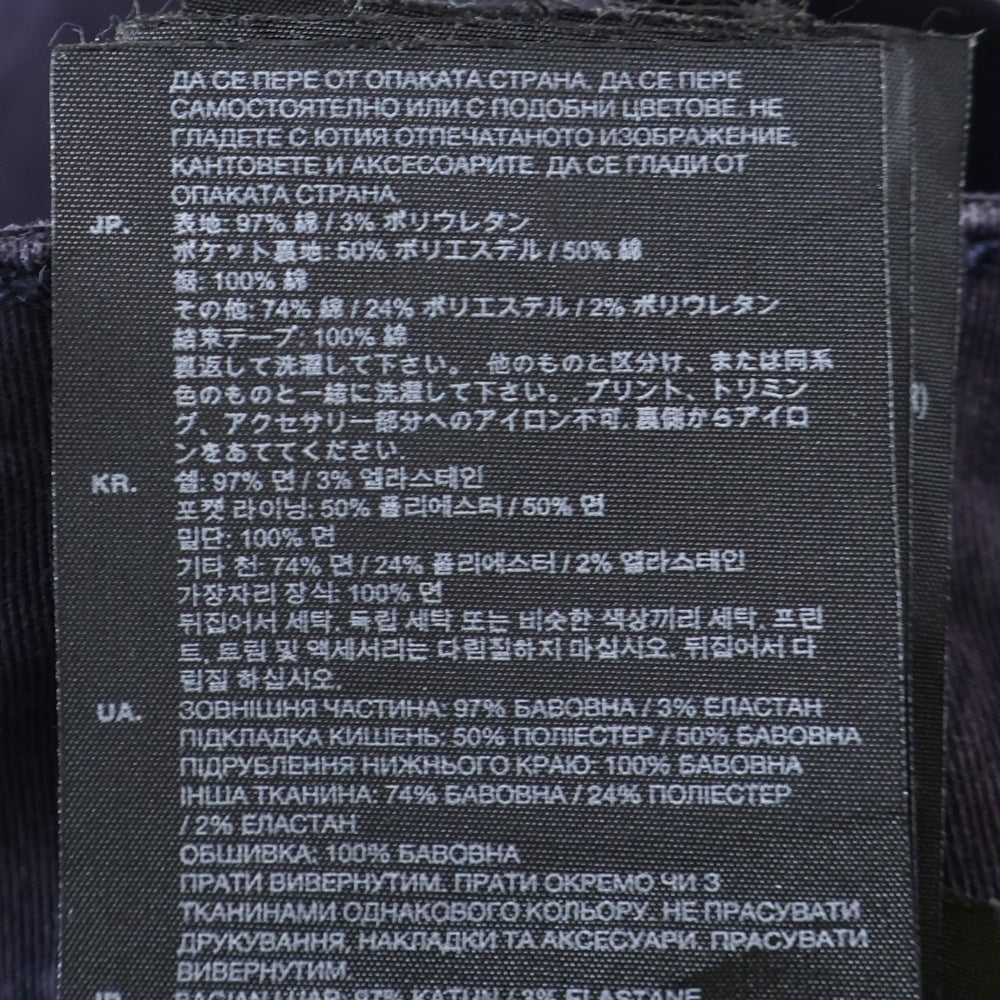 ДА СЕ ПЕРЕ ОТ ОПАКАТА СТРАНА. ДА СЕ ПЕРЕ
САМОСТОЯТЕЛНО ИЛИ С ПОДОБНИ ЦВЕТОВЕ. НЕ
ГЛАДЕТЕ С ЮТИЯ ОТПЕЧАТАНОТО ИЗОБРАЖЕНИЕ,
КАНТОВЕТЕ И АКСЕСОАРИТЕ. ДА СЕ ГЛАДИ ОТ
ОПАКАТА СТРАНА.
JP. 表地: 97% 綿 / 3% ポリウレタン
ポケット裏地: 50% ポリエステル / 50% 綿
裾: 100% 綿
その他: 74% 綿 / 24% ポリエステル / 2% ポリウレタン
結束テープ: 100% 綿
裏返して洗濯して下さい。. 他のものと区分け、または同系
色のものと一緒に洗濯して下さい。. プリント、トリミン
グ、アクセサリー部分へのアイロン不可. 裏側からアイロ
ンをあててください.
KR. 쉘: 97% 면 / 3% 엘라스테인
포켓 라이닝: 50% 폴리에스터 / 50% 면
밑단: 100% 면
기타 천: 74% 면 / 24% 폴리에스터 / 2% 엘라스테인
가장자리 장식: 100% 면
뒤집어서 세탁. 독립 세탁 또는 비슷한 색상끼리 세탁. 프린
트, 트림 및 액세서리는 다림질하지 마십시오. 뒤집어서 다
림질 하십시오.
UA. ЗОВНІШНЯ ЧАСТИНА: 97% БАВОВНА / 3% ЕЛАСТАН
ПІДКЛАДКА КИШЕНЬ: 50% ПОЛІЕСТЕР / 50% БАВОВНА
ПІДРУБЛЕННЯ НИЖНЬОГО КРАЮ: 100% БАВОВНА
ІНША ТКАНИНА: 74% БАВОВНА / 24% ПОЛІЕСТЕР
/ 2% ЕЛАСТАН
ОБШИВКА: 100% БАВОВНА
ПРАТИ ВИВЕРНУТИМ. ПРАТИ ОКРЕМО ЧИ З
ТКАНИНАМИ ОДНАКОВОГО КОЛЬОРУ. НЕ ПРАСУВАТИ
ДРУКУВАННЯ, НАКЛАДКИ ТА АКСЕСУАРИ. ПРАСУВАТИ
ВИВЕРНУТИМ.
97% KATUN / 3% ELASTANE